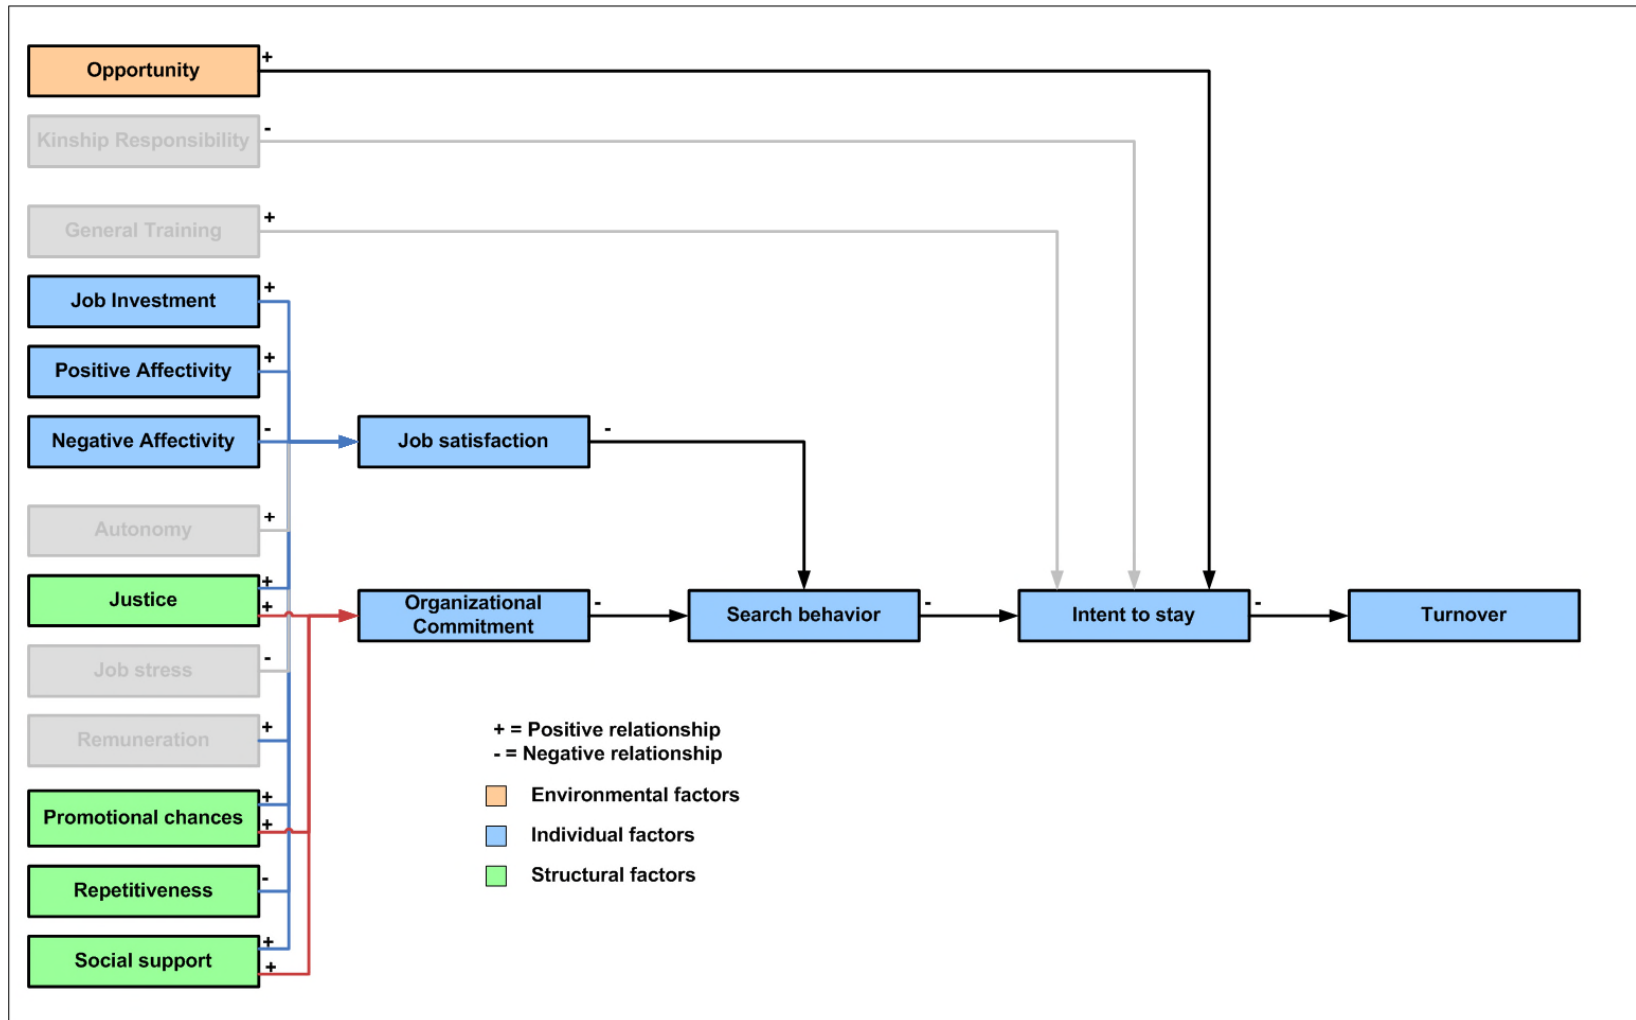 Opportunity
+
Kinship Responsibility
-
General Training
+
Job Investment
+
Positive Affectivity
+
Negative Affectivity
-
Job satisfaction
-
Autonomy
+
Justice
+
+
Organizational
Commitment
-
Search behavior
-
Intent to stay
-
Turnover
Job stress
-
Remuneration
+
Promotional chances
+
+
Repetitiveness
-
Social support
+
+
+ = Positive relationship
- = Negative relationship
Environmental factors
Individual factors
Structural factors